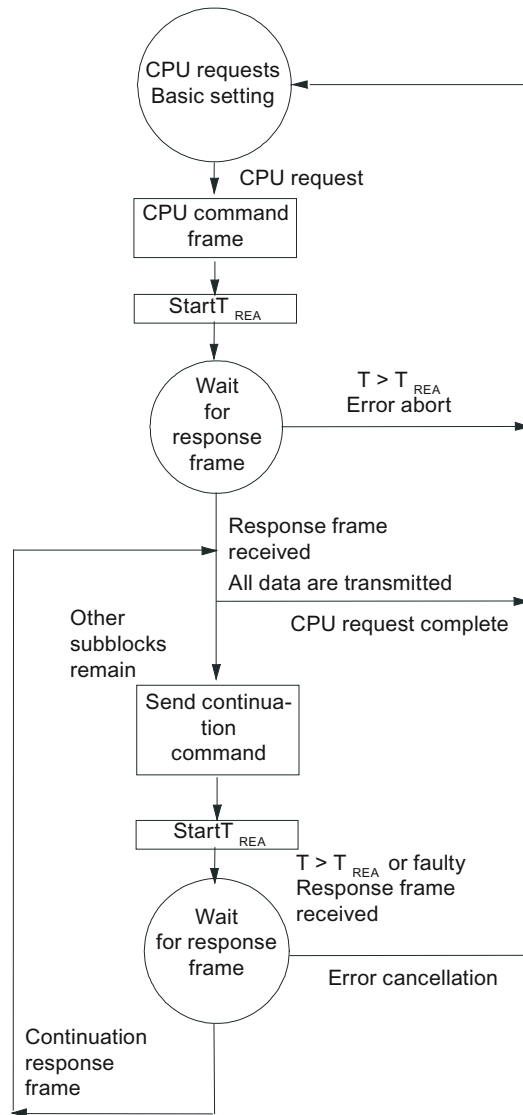 CPU requests
Basic setting
CPU request
CPU command
frame
StartT REA
Wait
for
response
frame
T > T REA
Error abort
Response frame
received
All data are transmitted
CPU request complete
Other
subblocks
remain
Send continua-
tion
command
StartT REA
T > T REA or faulty
Response frame
received
Wait
for response
frame
Error cancellation
Continuation
response
frame